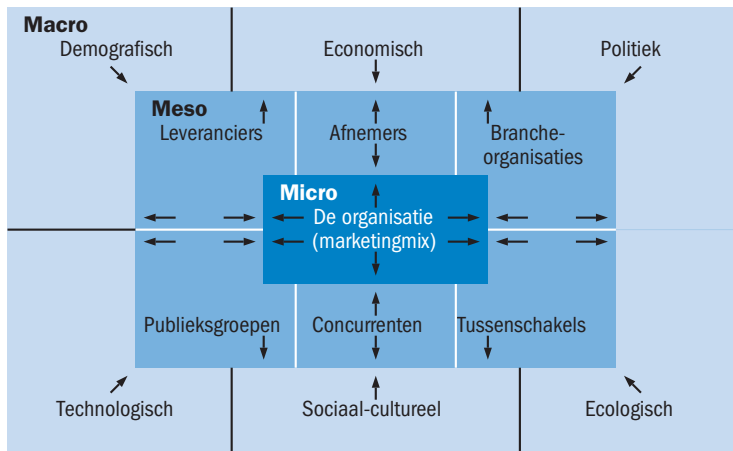 Macro
Demografisch
Economisch
Politiek
Meso
Leveranciers
Afnemers
Branche-
organisaties
Micro
De organisatie
(marketingmix)
Publieksgroepen
Concurrenten
Tussenschakels
Technologisch
Sociaal-cultureel
Ecologisch